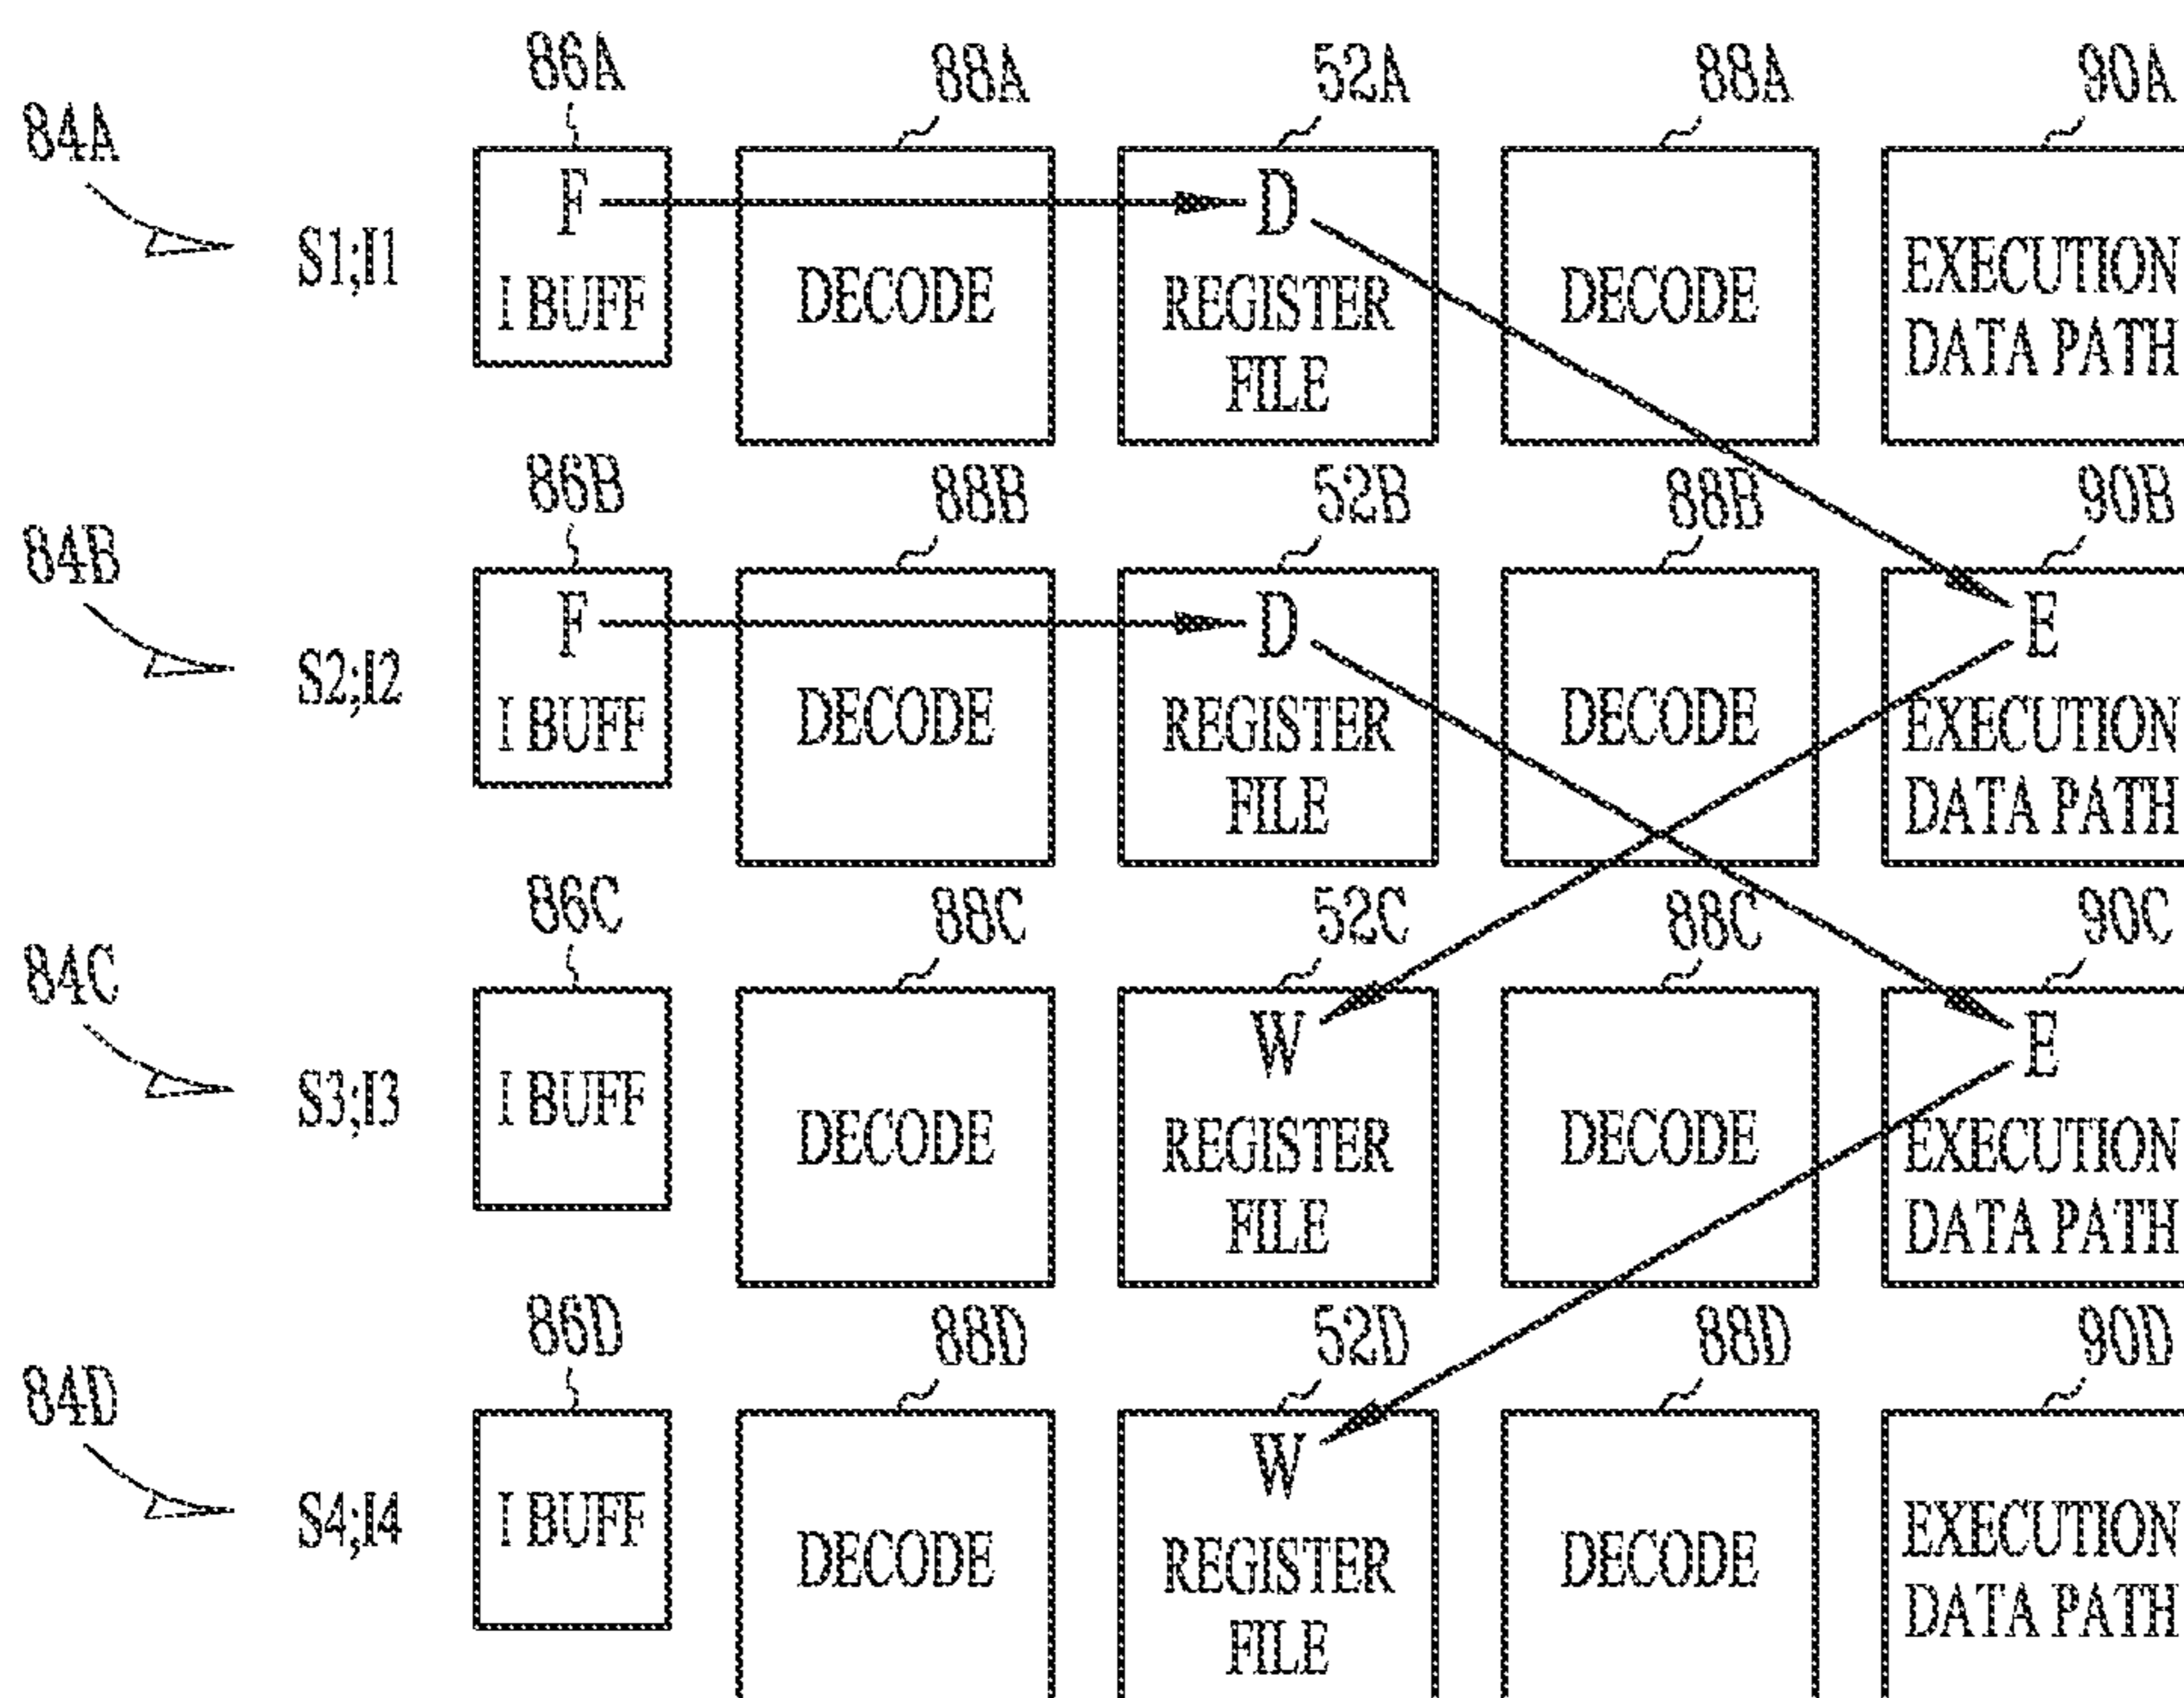 86A 88A 52A 88A 90A
84A
F D
S1;I1 I BUFF DECODE REGISTER FILE DECODE EXECUTION DATA PATH
86B 88B 52B 88B 90B
84B
F D E
S2;I2 I BUFF DECODE REGISTER FILE DECODE EXECUTION DATA PATH
86C 88C 52C 88C 90C
84C
W E
S3;I3 I BUFF DECODE REGISTER FILE DECODE EXECUTION DATA PATH
86D 88D 52D 88D 90D
84D
W
S4;I4 I BUFF DECODE REGISTER FILE DECODE EXECUTION DATA PATH